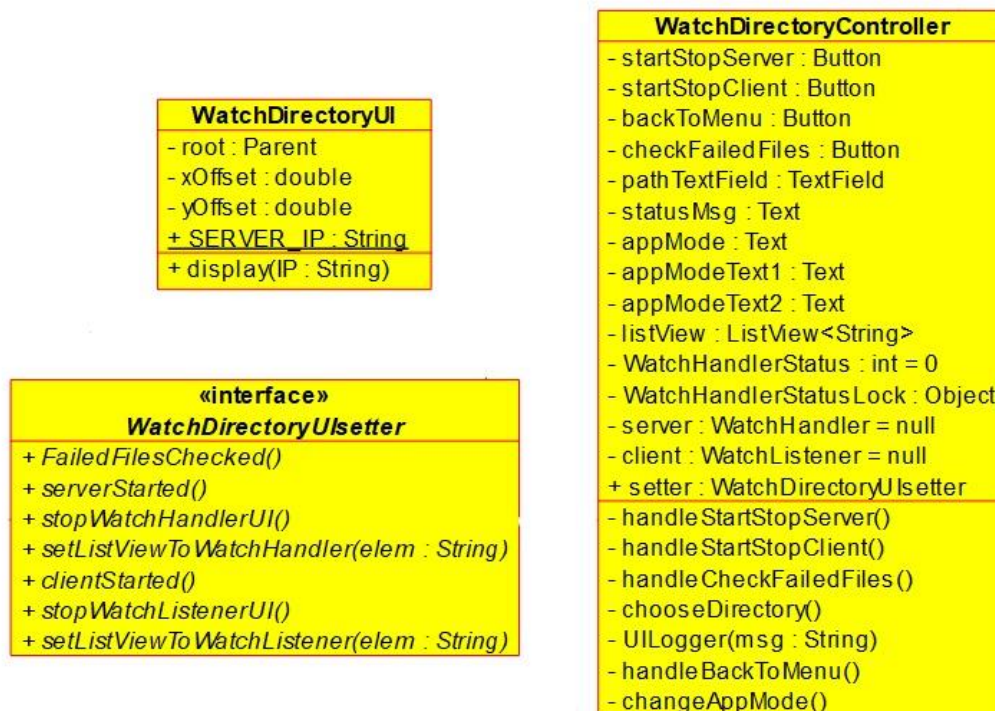 WatchDirectoryUI
- root : Parent
- xOffset : double
- yOffset : double
+ SERVER_IP : String
+ display(IP : String)
«interface»
WatchDirectoryUIsetter
+ FailedFilesChecked()
+ serverStarted()
+ stopWatchHandlerUI()
+ setListViewToWatchHandler(elem : String)
+ clientStarted()
+ stopWatchListenerUI()
+ setListViewToWatchListener(elem : String)
WatchDirectoryController
- startStopServer : Button
- startStopClient : Button
- backToMenu : Button
- checkFailedFiles : Button
- pathTextField : TextField
- statusMsg : Text
- appMode : Text
- appModeText1 : Text
- appModeText2 : Text
- listView : ListView<String>
- WatchHandlerStatus : int = 0
- WatchHandlerStatusLock : Object
- server : WatchHandler = null
- client : WatchListener = null
+ setter : WatchDirectoryUIsetter
- handleStartStopServer()
- handleStartStopClient()
- handleCheckFailedFiles()
- chooseDirectory()
- UILogger(msg : String)
- handleBackToMenu()
- changeAppMode()